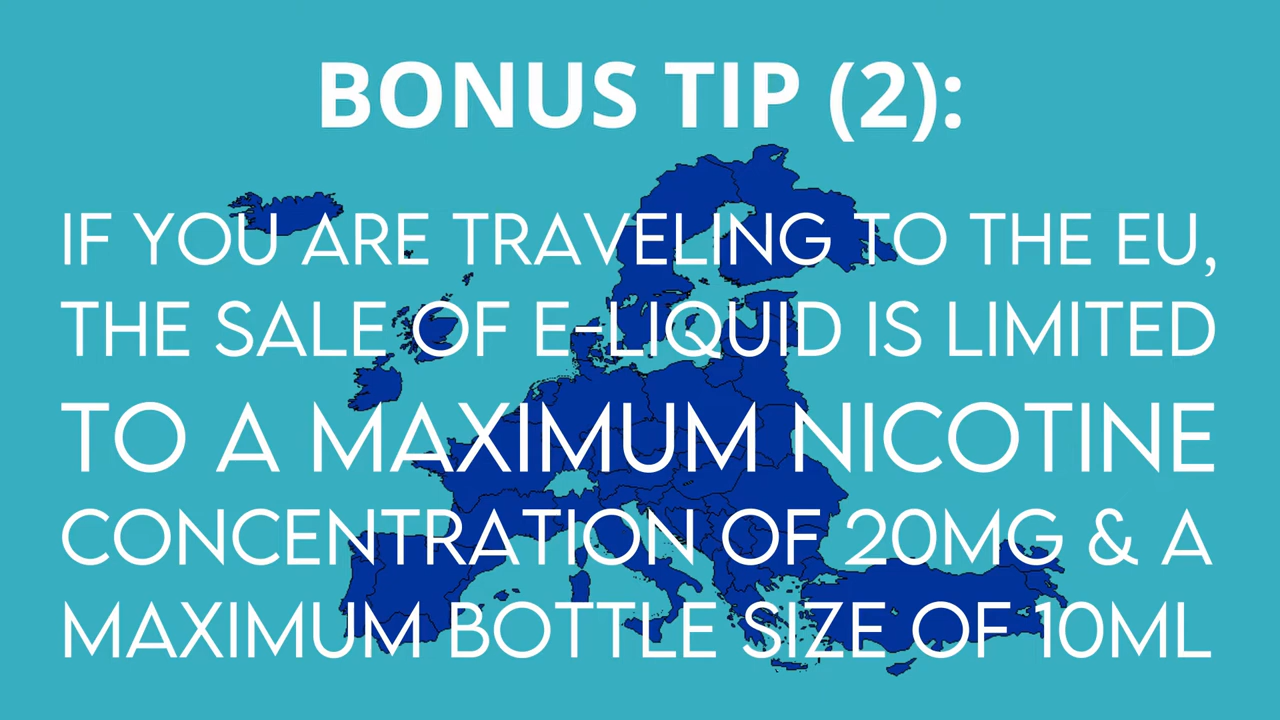 BONUS TIP (2):
IF YOU ARE TRAVELING TO THE EU,
THE SALE OF E-LIQUID IS LIMITED
TO A MAXIMUM NICOTINE
CONCENTRATION OF 20MG & A
MAXIMUM BOTTLE SIZE OF 10ML